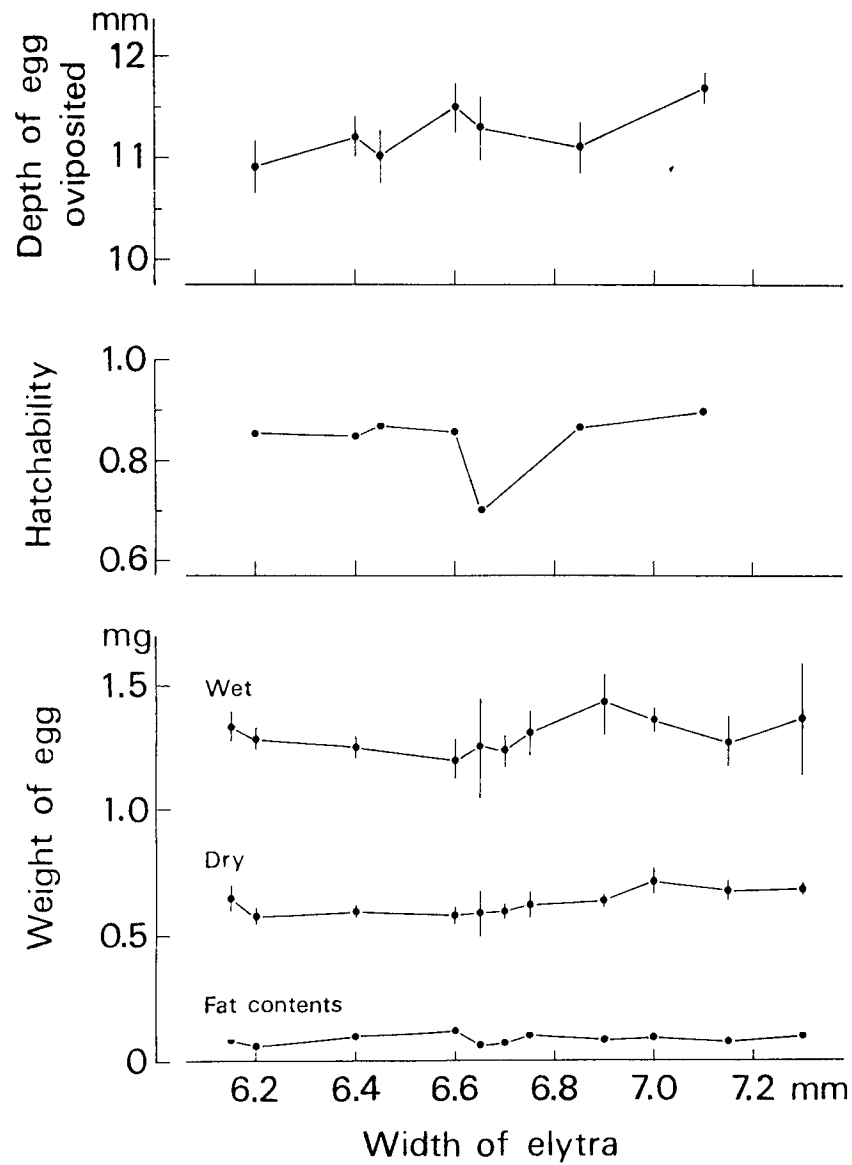 mm
Depth of egg
oviposited
12
11
10
Hatchability
1.0
0.8
0.6
mg
Weight of egg
1.5
Wet
1.0
Dry
0.5
Fat contents
0
6.2 6.4 6.6 6.8 7.0 7.2 mm
Width of elytra